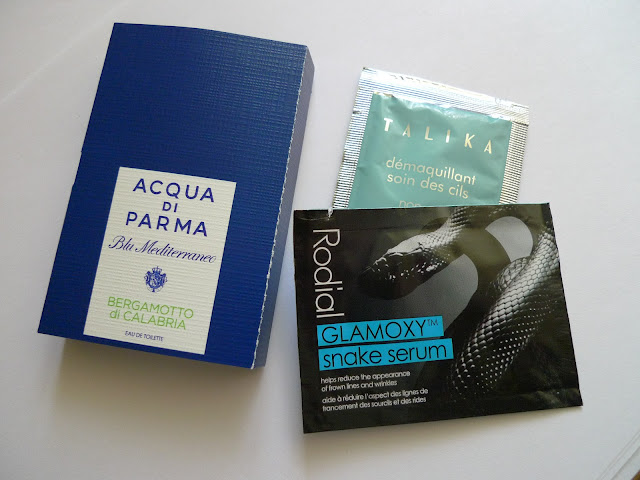 ACQUA
DI
PARMA
Blu Mediterraneo
BERGAMOTTO
di CALABRIA
EAU DE TOILETTE
TALIKA
démaquillant
soin des cils
Rodial
GLAMOXY™
snake serum
helps reduce the appearance
of frown lines and wrinkles
aide à réduire l'aspect des lignes de
francement des sourcils et des rides